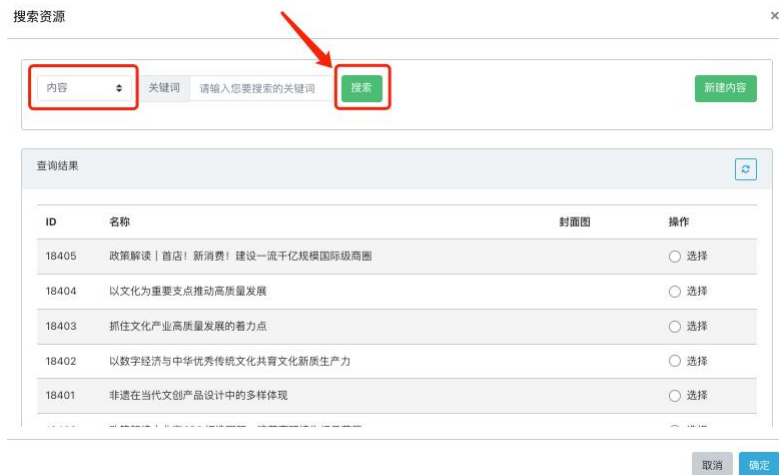 搜索资源 ×
内容 关键词 请输入您要搜索的关键词 搜索 新建内容
查询结果
ID 名称 封面图 操作
18405 政策解读｜首店！新消费！建设一流千亿规模国际级商圈 选择
18404 以文化为重要支点推动高质量发展 选择
18403 抓住文化产业高质量发展的着力点 选择
18402 以数字经济与中华优秀传统文化共育文化新质生产力 选择
18401 非遗在当代文创产品设计中的多样体现 选择
取消 确定